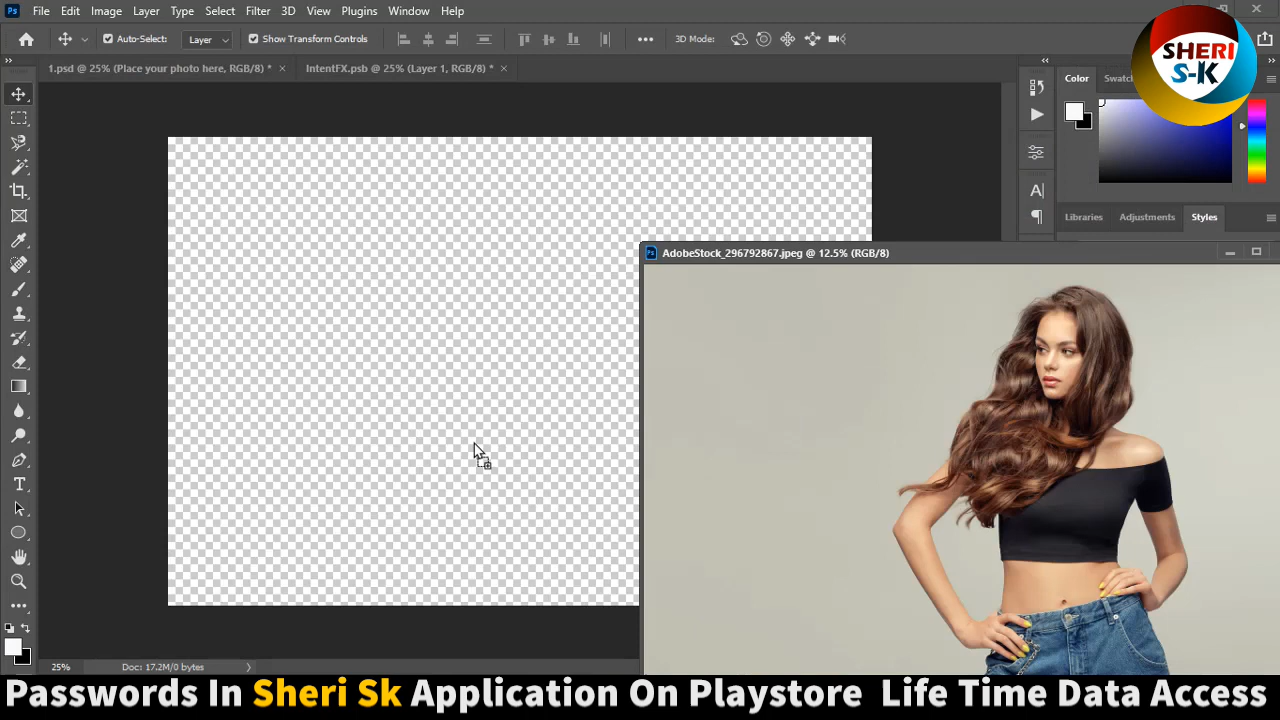 Ps File Edit Image Layer Type Select Filter 3D View Plugins Window Help
Auto-Select: Layer Show Transform Controls 3D Mode:
SHERI
S-K
1.psd @ 25% (Place your photo here, RGB/8) * × IntentFX.psb @ 25% (Layer 1, RGB/8) * ×
Color Swatc
Libraries Adjustments Styles
Ps AdobeStock_296792867.jpeg @ 12.5% (RGB/8)
25% Doc: 17.2M/0 bytes
Passwords In Sheri Sk Application On Playstore Life Time Data Access